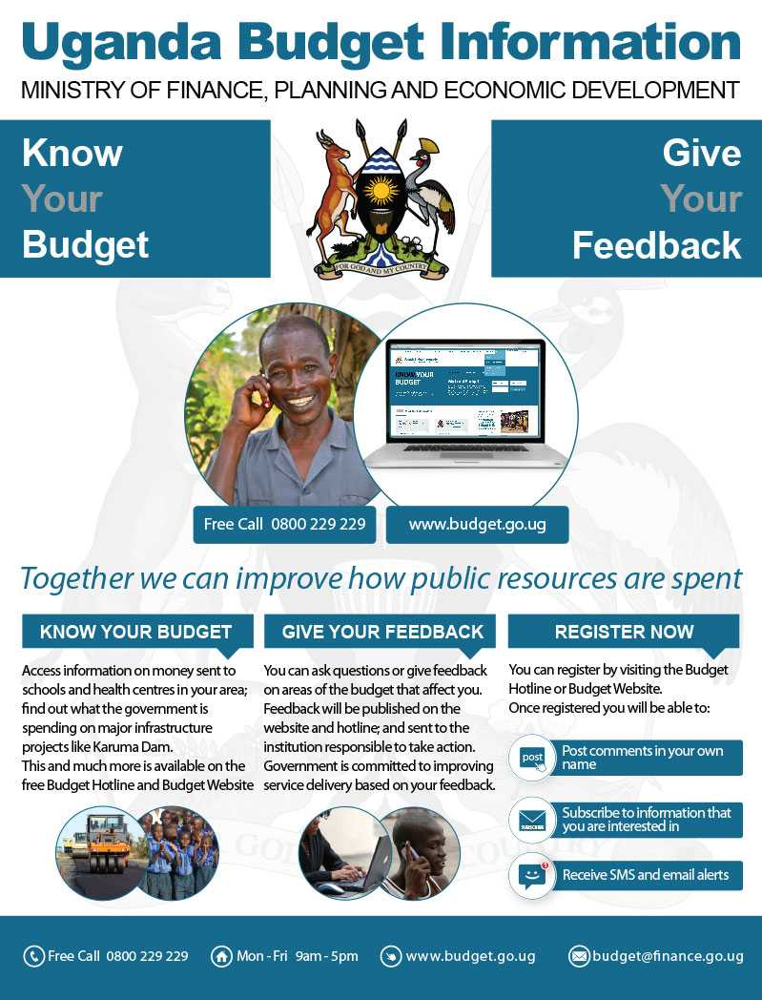 Uganda Budget Information
MINISTRY OF FINANCE, PLANNING AND ECONOMIC DEVELOPMENT
Know
Your
Budget
Give
Your
Feedback
FOR GOD AND MY COUNTRY
KNOW YOUR
BUDGET
Free Call 0800 229 229
www.budget.go.ug
Together we can improve how public resources are spent
KNOW YOUR BUDGET
Access information on money sent to
schools and health centres in your area;
find out what the government is
spending on major infrastructure
projects like Karuma Dam.
This and much more is available on the
free Budget Hotline and Budget Website
GIVE YOUR FEEDBACK
You can ask questions or give feedback
on areas of the budget that affect you.
Feedback will be published on the
website and hotline; and sent to the
institution responsible to take action.
Government is committed to improving
service delivery based on your feedback.
REGISTER NOW
You can register by visiting the Budget
Hotline or Budget Website.
Once registered you will be able to:
post
Post comments in your own
name
SUBSCRIBE
Subscribe to information that
you are interested in
Receive SMS and email alerts
GOD
COUNTRY
Free Call 0800 229 229
Mon - Fri 9am - 5pm
www.budget.go.ug
budget@finance.go.ug